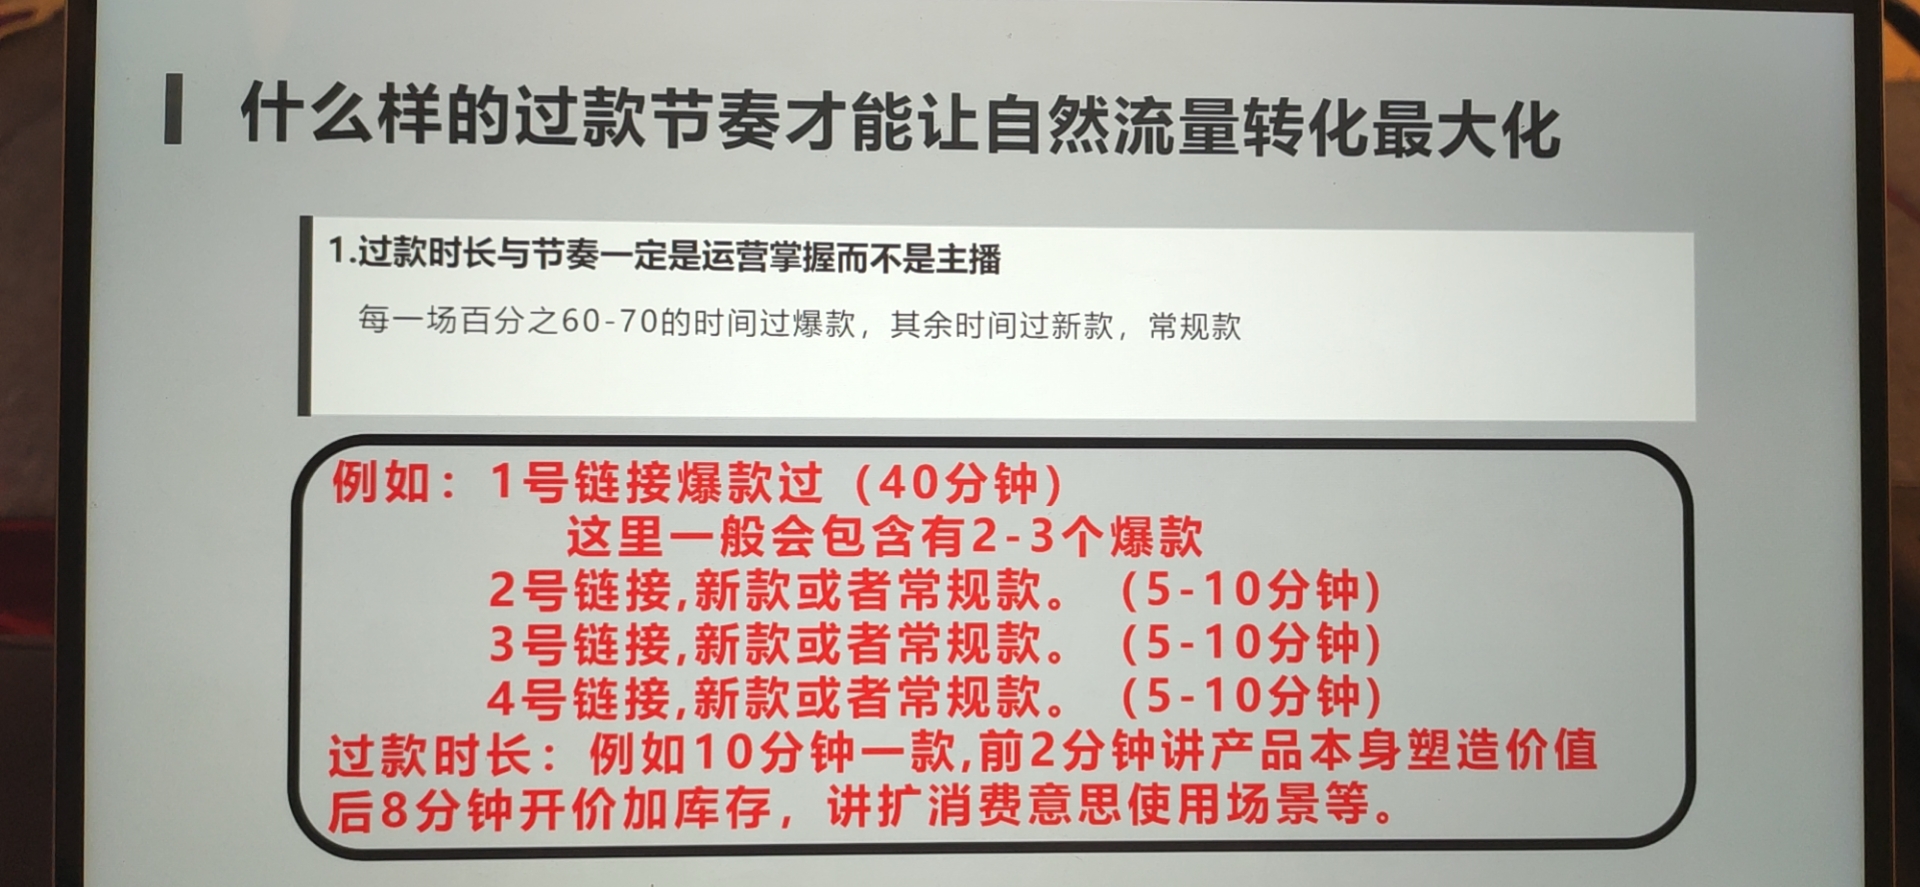 什么样的过款节奏才能让自然流量转化最大化
1.过款时长与节奏一定是运营掌握而不是主播
每一场百分之60-70的时间过爆款，其余时间过新款，常规款
例如：1号链接爆款过（40分钟）
这里一般会包含有2-3个爆款
2号链接,新款或者常规款。（5-10分钟）
3号链接,新款或者常规款。（5-10分钟）
4号链接,新款或者常规款。（5-10分钟）
过款时长：例如10分钟一款,前2分钟讲产品本身塑造价值
后8分钟开价加库存，讲扩消费意思使用场景等。